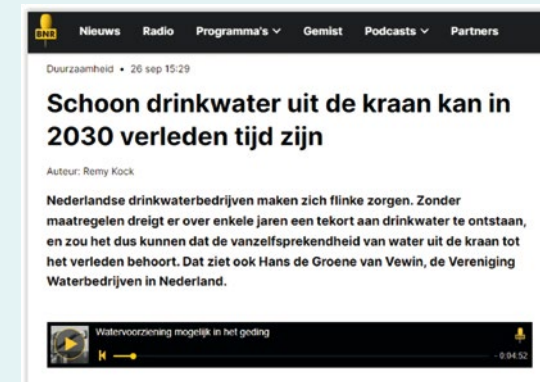 BNR Nieuws Radio Programma's Gemist Podcasts Partners
Duurzaamheid • 26 sep 15:29
Schoon drinkwater uit de kraan kan in
2030 verleden tijd zijn
Auteur: Remy Kock
Nederlandse drinkwaterbedrijven maken zich flinke zorgen. Zonder
maatregelen dreigt er over enkele jaren een tekort aan drinkwater te ontstaan,
en zou het dus kunnen dat de vanzelfsprekendheid van water uit de kraan tot
het verleden behoort. Dat ziet ook Hans de Groene van Vewin, de Vereniging
Waterbedrijven in Nederland.
Watervoorziening mogelijk in het geding
- 0:04:52